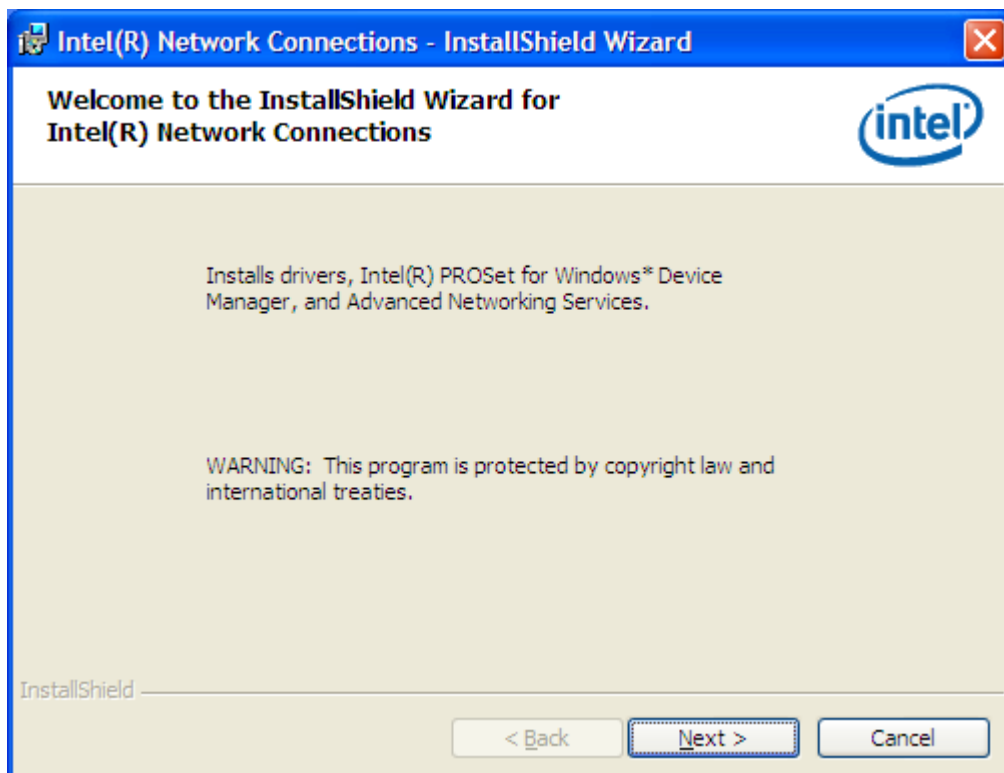 Intel(R) Network Connections - InstallShield Wizard
Welcome to the InstallShield Wizard for
Intel(R) Network Connections
intel
Installs drivers, Intel(R) PROSet for Windows* Device
Manager, and Advanced Networking Services.
WARNING:  This program is protected by copyright law and
international treaties.
InstallShield
< Back
Next >
Cancel